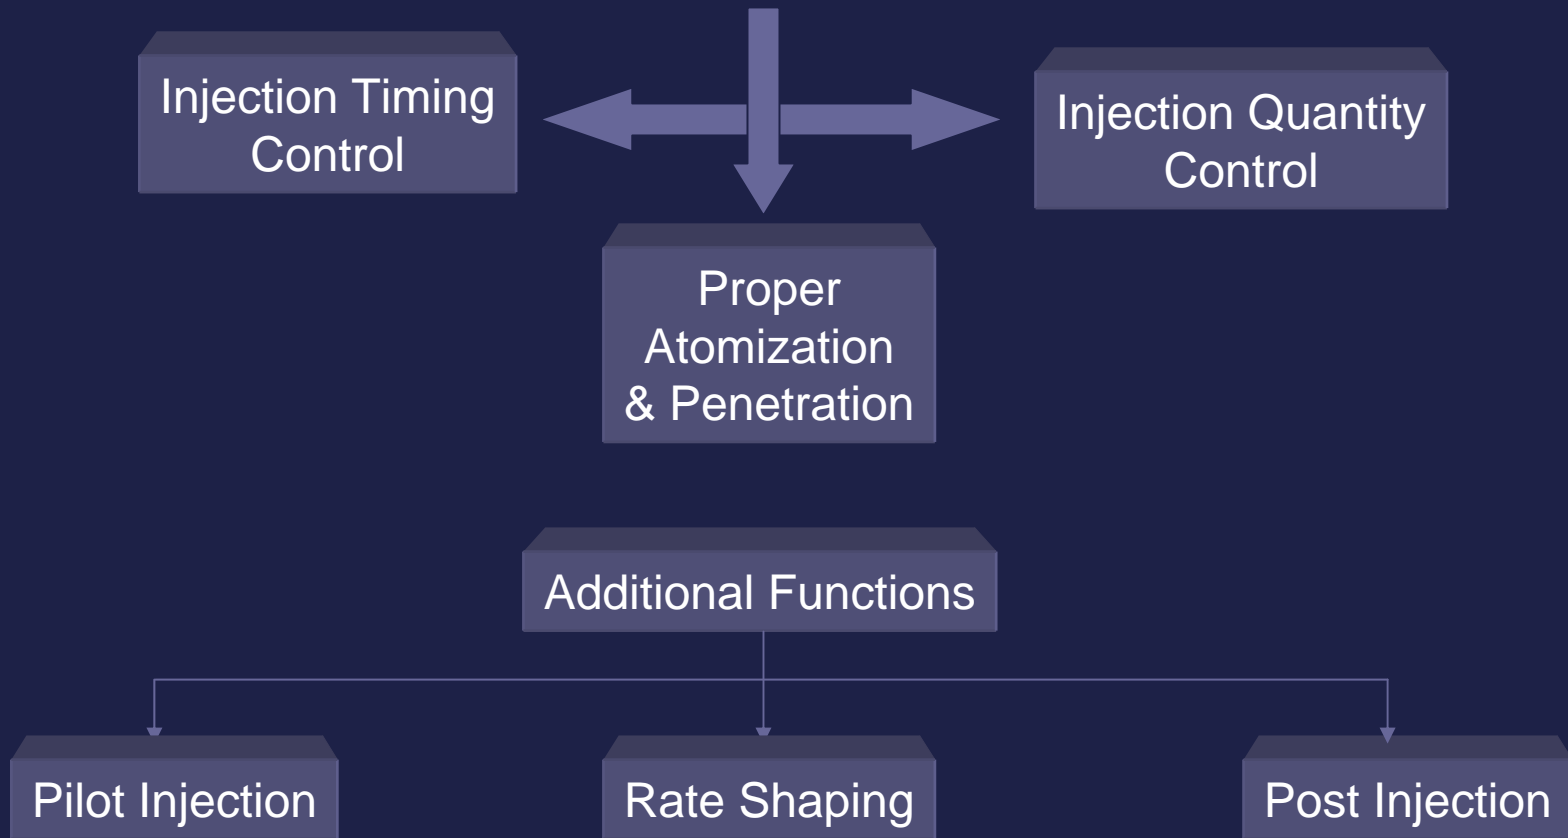 Injection Timing
Control
Injection Quantity
Control
Proper
Atomization
& Penetration
Additional Functions
Pilot Injection
Rate Shaping
Post Injection